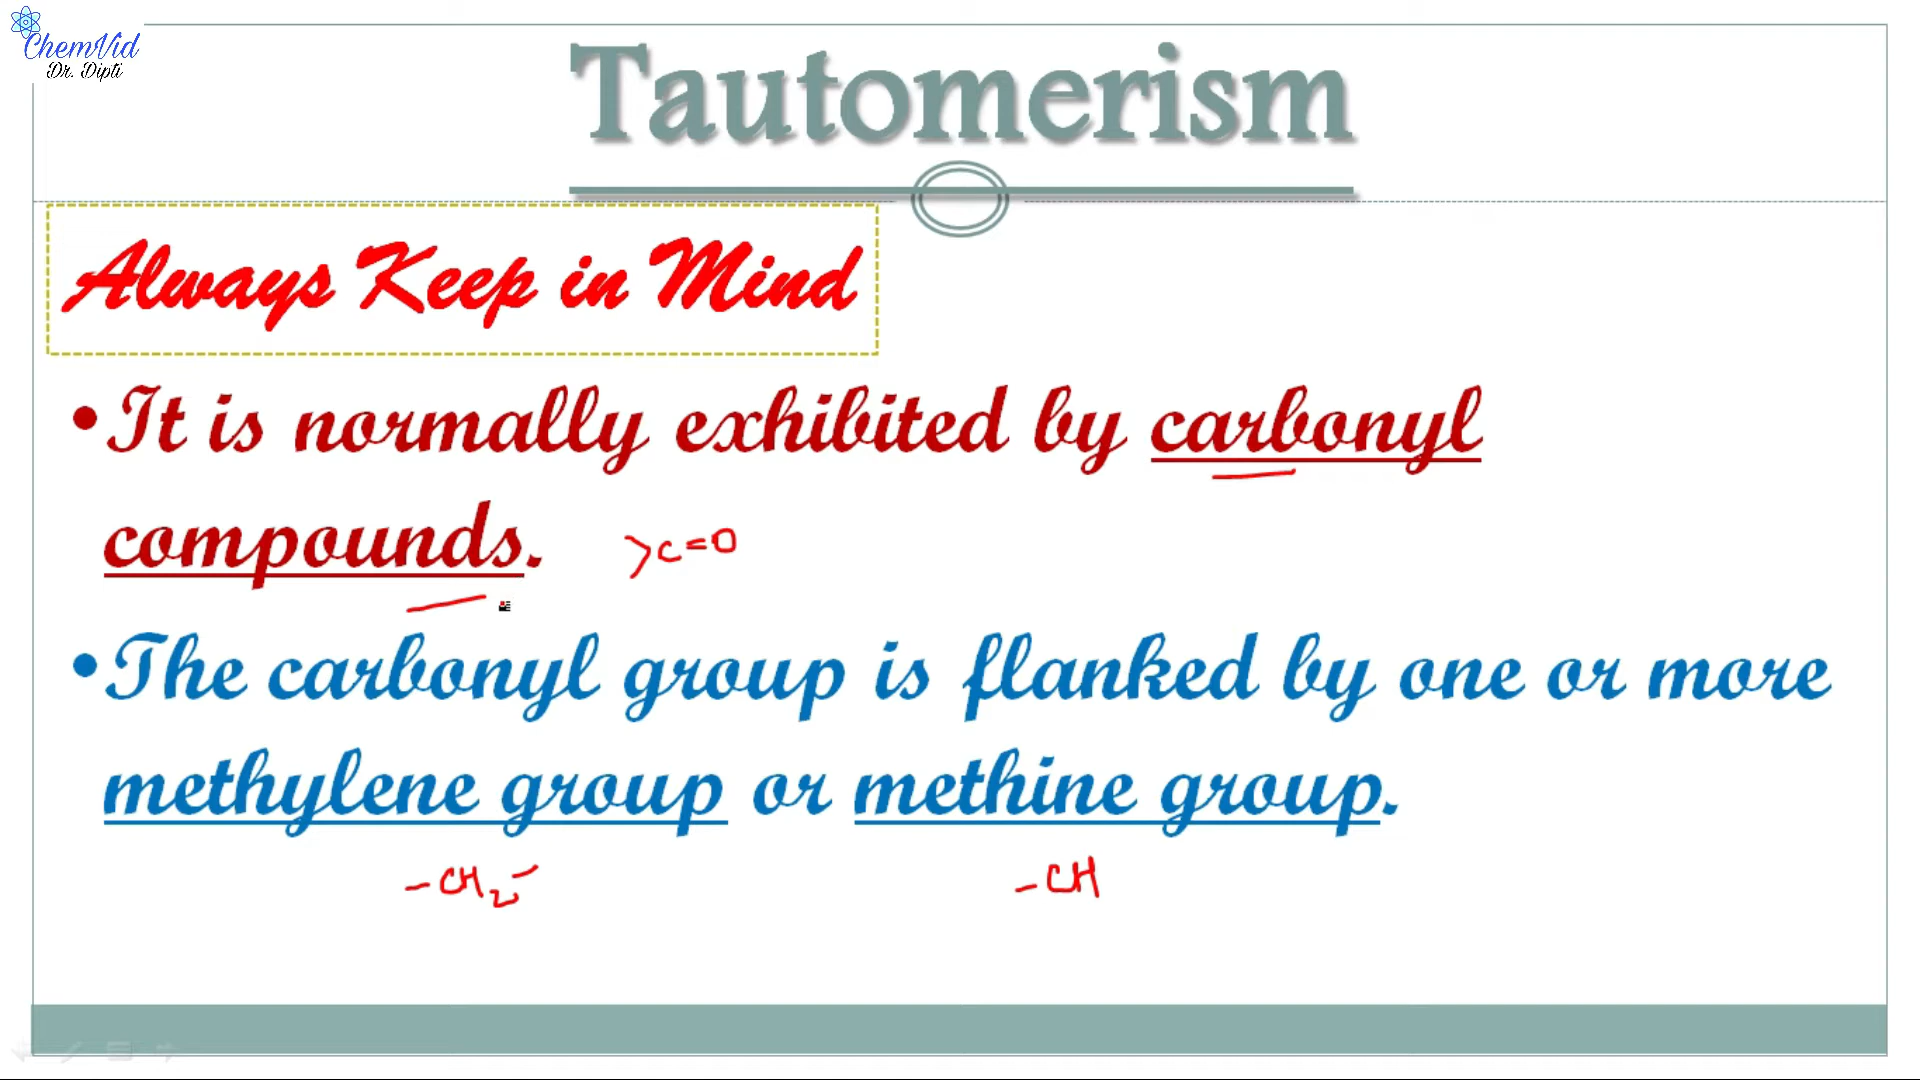 ChemVid
Dr. Dipti
Tautomerism
Always Keep in Mind
•It is normally exhibited by carbonyl
compounds. >C=O
•The carbonyl group is flanked by one or more
methylene group or methine group.
-CH2- -CH